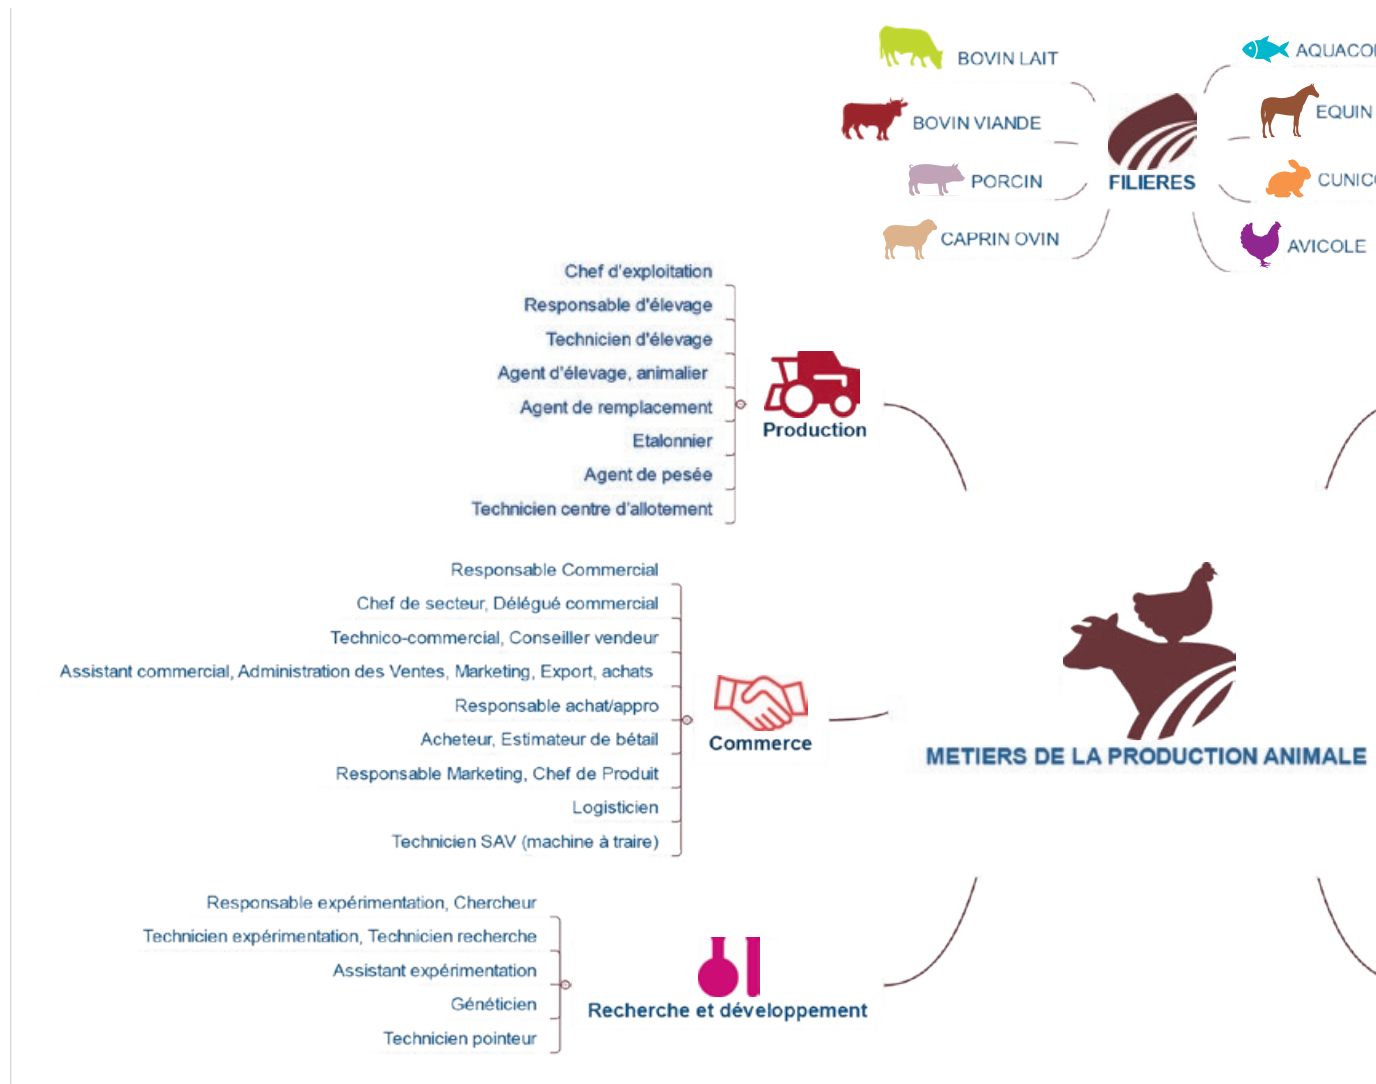 BOVIN LAIT
BOVIN VIANDE
PORCIN
CAPRIN OVIN
FILIERES
EQUIN
AVICOLE
Chef d'exploitation
Responsable d'élevage
Technicien d'élevage
Agent d'élevage, animalier
Agent de remplacement
Etalonnier
Agent de pesée
Technicien centre d'allotement
Production
Responsable Commercial
Chef de secteur, Délégué commercial
Technico-commercial, Conseiller vendeur
Assistant commercial, Administration des Ventes, Marketing, Export, achats
Responsable achat/appro
Acheteur, Estimateur de bétail
Responsable Marketing, Chef de Produit
Logisticien
Technicien SAV (machine à traire)
Commerce
METIERS DE LA PRODUCTION ANIMALE
Responsable expérimentation, Chercheur
Technicien expérimentation, Technicien recherche
Assistant expérimentation
Généticien
Technicien pointeur
Recherche et développement